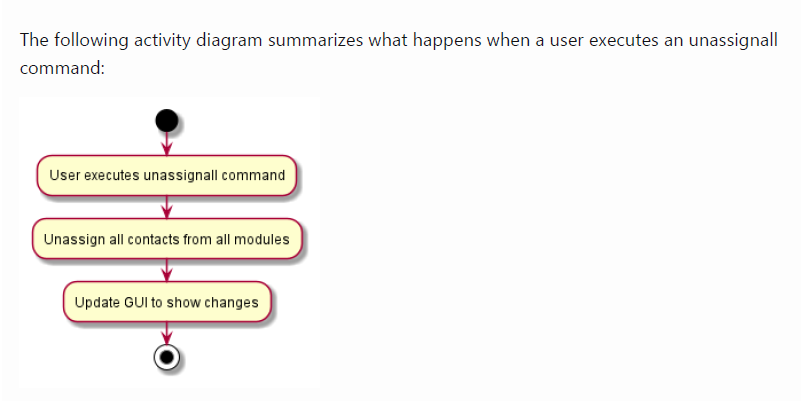 The following activity diagram summarizes what happens when a user executes an unassignall
command:
User executes unassignall command
Unassign all contacts from all modules
Update GUI to show changes